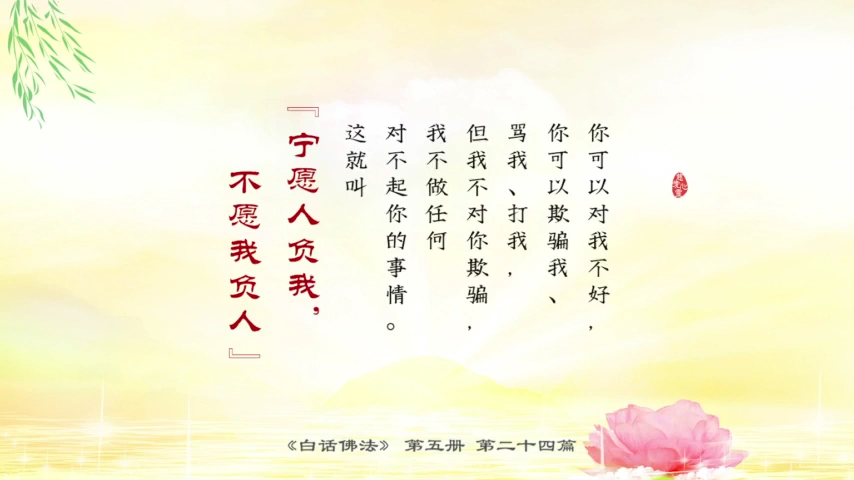 你可以对我不好，
你可以欺骗我、
骂我、打我，
但我不对你欺骗，
我不做任何
对不起你的事情。
这就叫
『宁愿人负我，
不愿我负人』
《白话佛法》 第五册 第二十四篇